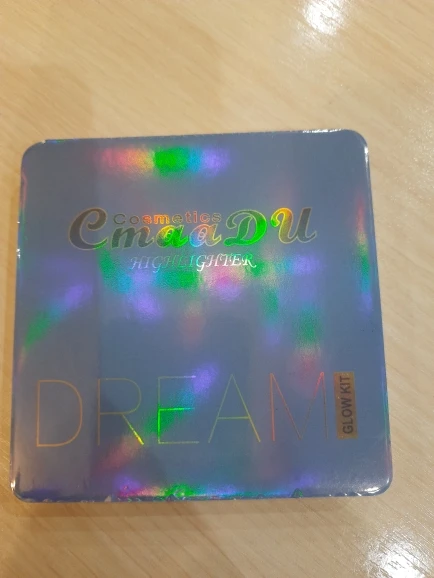 Cosmetics
CmaaDU
HIGHLIGHTER
DREAM
GLOW KIT